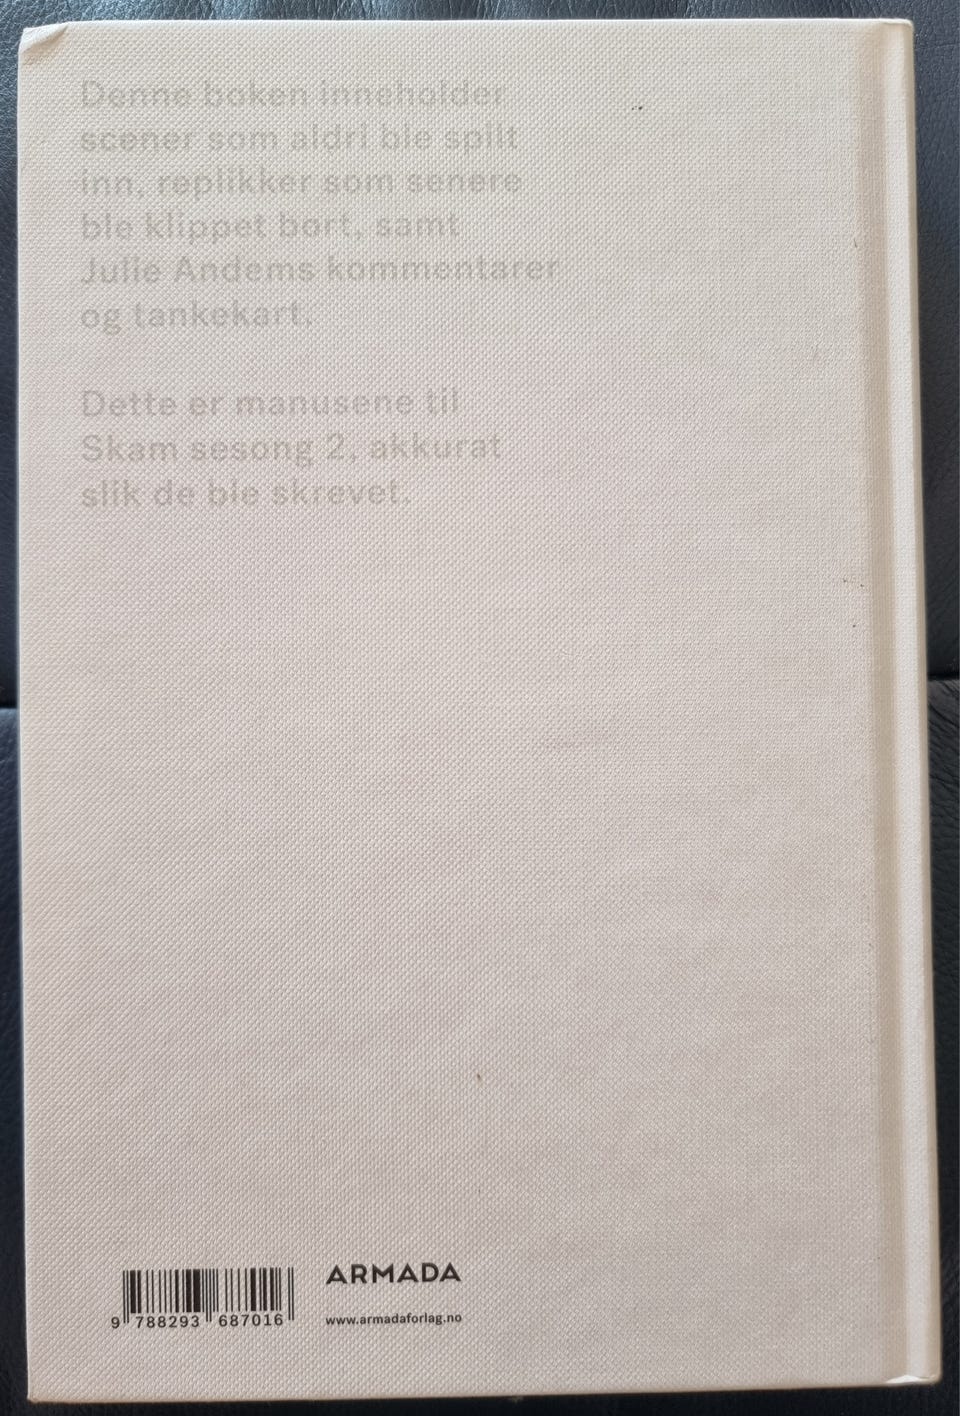 Denne boken inneholder
scener som aldri ble spilt
inn, replikker som senere
ble klippet bort, samt
Julie Andems kommentarer
og tankekart.
Dette er manusene til
Skam sesong 2, akkurat
slik de ble skrevet.
ARMADA
www.armadaforlag.no
9 788293 687016